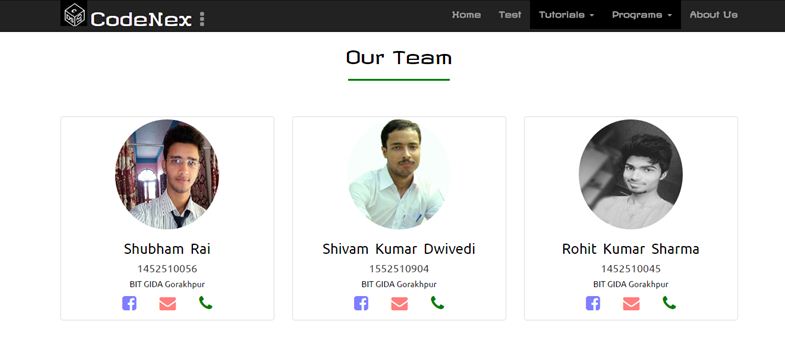 CodeNex
Home Test Tutorials Programs About Us
Our Team
Shubham Rai
1452510056
BIT GIDA Gorakhpur
Shivam Kumar Dwivedi
1552510904
BIT GIDA Gorakhpur
Rohit Kumar Sharma
1452510045
BIT GIDA Gorakhpur